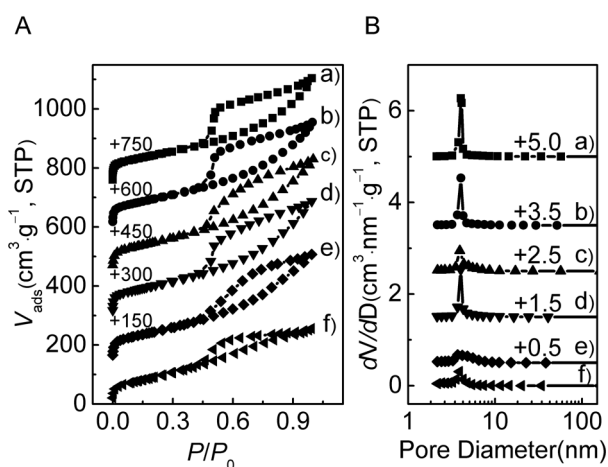 A
B
V_ads(cm³·g⁻¹, STP)
1000
800
600
400
200
0
+750
+600
+450
+300
+150
a)
b)
c)
d)
e)
f)
0.0 0.3 0.6 0.9
P/P₀
dV/dD(cm³·nm⁻¹·g⁻¹, STP)
6
4
2
0
+5.0 a)
+3.5 b)
+2.5 c)
+1.5 d)
+0.5 e)
f)
1 10 100
Pore Diameter(nm)